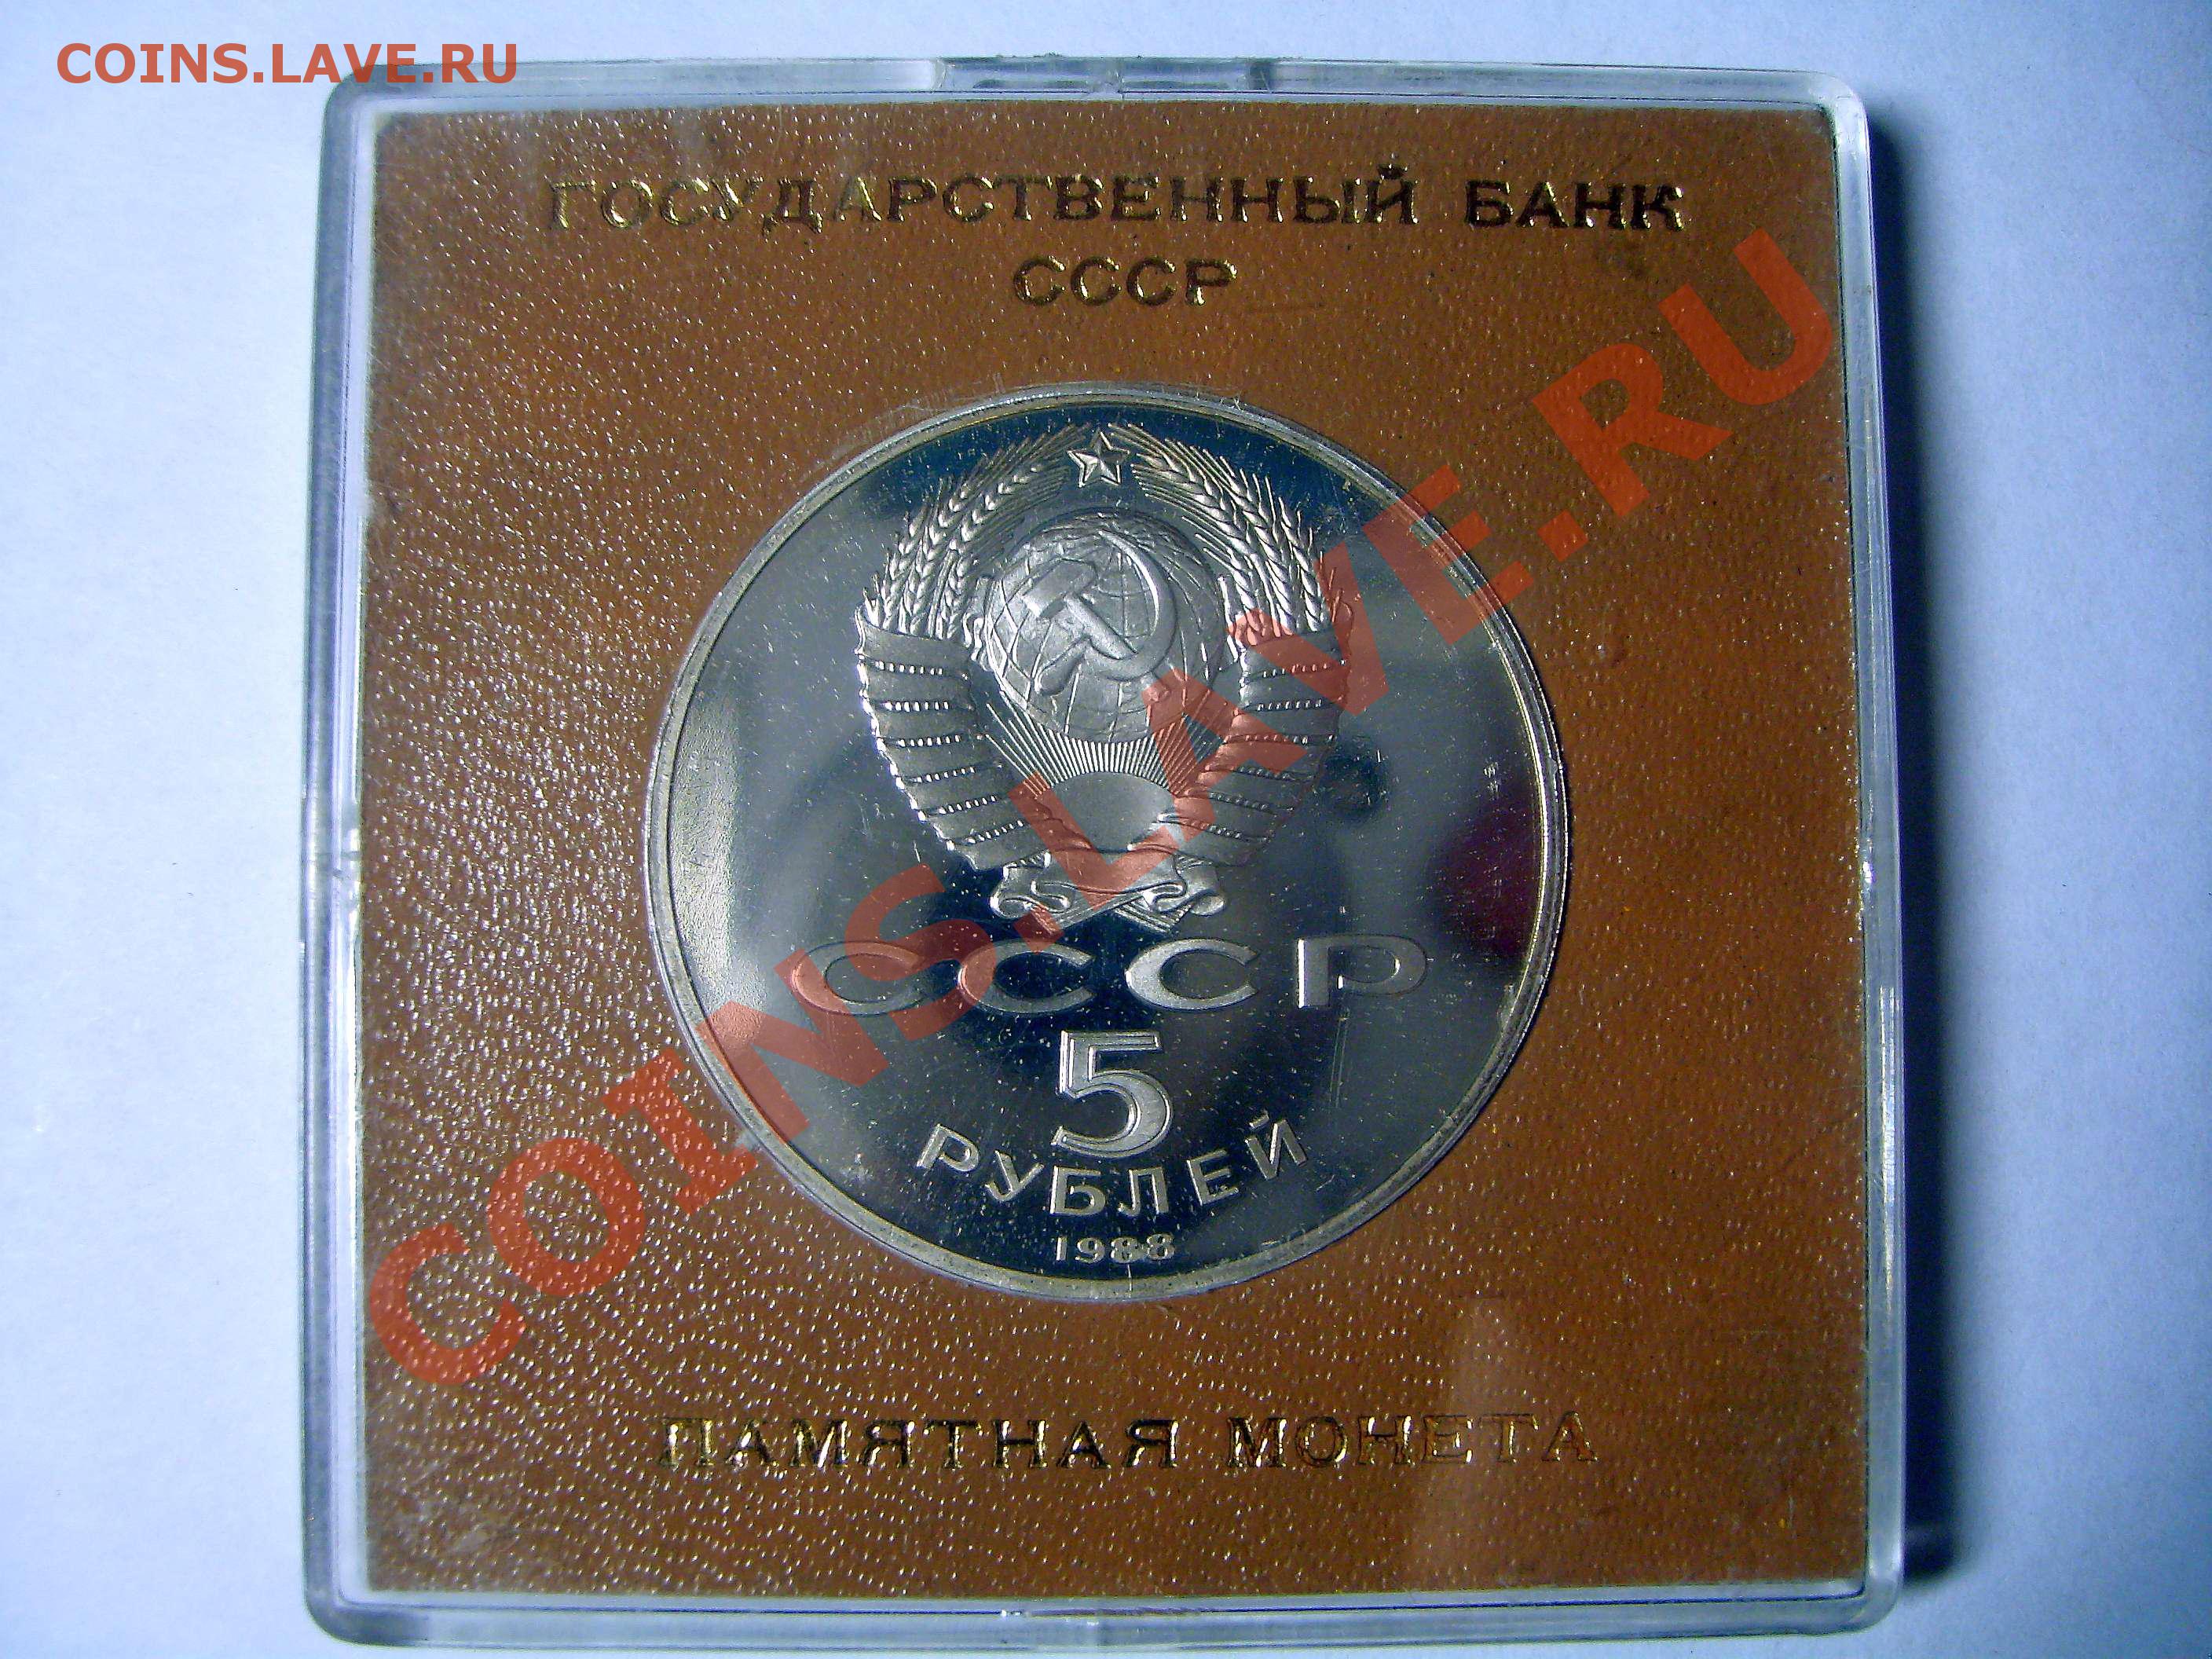 COINS.LAVE.RU
ГОСУДАРСТВЕННЫЙ БАНК
СССР
COINS.LAVE.RU
СССР
5
РУБЛЕЙ
1988
ПАМЯТНАЯ МОНЕТА